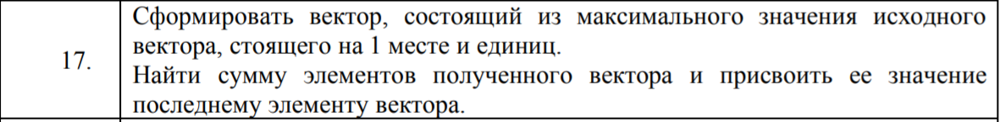 17.
Сформировать вектор, состоящий из максимального значения исходного
вектора, стоящего на 1 месте и единиц.
Найти сумму элементов полученного вектора и присвоить ее значение
последнему элементу вектора.